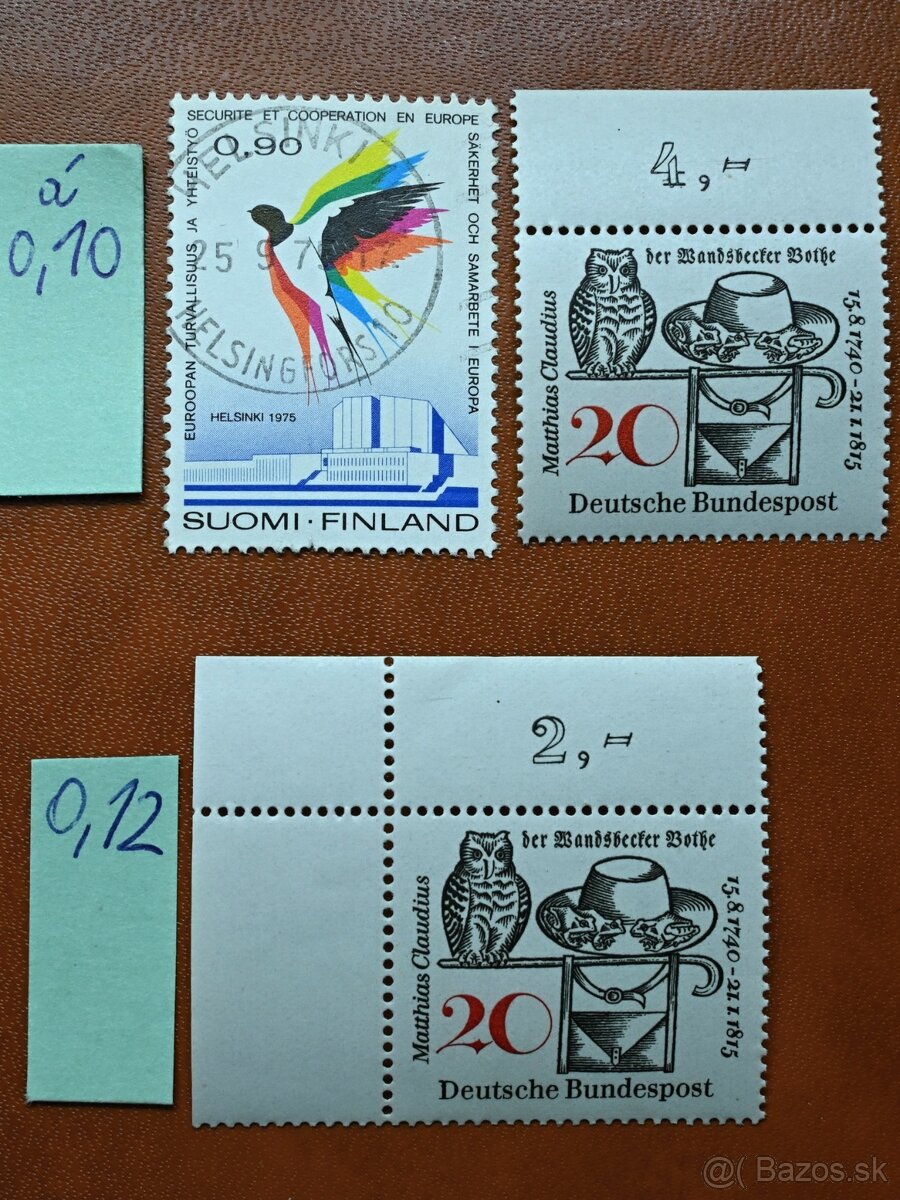 á
0,10
SECURITE ET COOPERATION EN EUROPE
0,90
EUROOPAN TURVALLISUUS JA YHTEISTYÖ
SÄKERHET OCH SAMARBETE I EUROPA
HELSINKI
25 9 75 17
HELSINGFORS 10
HELSINKI 1975
SUOMI·FINLAND
4,=
der Wandsbecker Bothe
Matthias Claudius
15.8.1740-21.1.1815
20
Deutsche Bundespost
0,12
2,=
der Wandsbecker Bothe
Matthias Claudius
15.8.1740-21.1.1815
20
Deutsche Bundespost
@( Bazos.sk